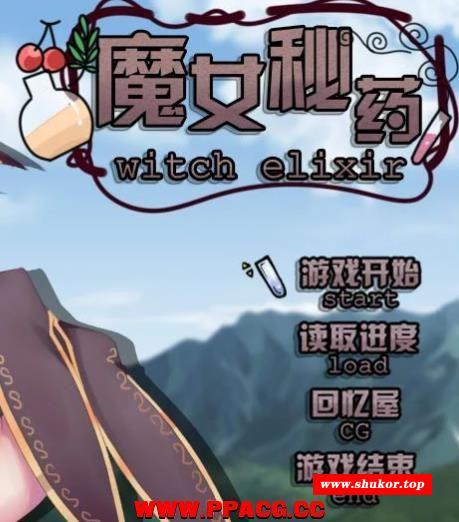 魔女秘药
witch elixir
游戏开始
start
读取进度
load
回忆屋
CG
游戏结束
end
www.shukor.top
WWW.PPACG.CC